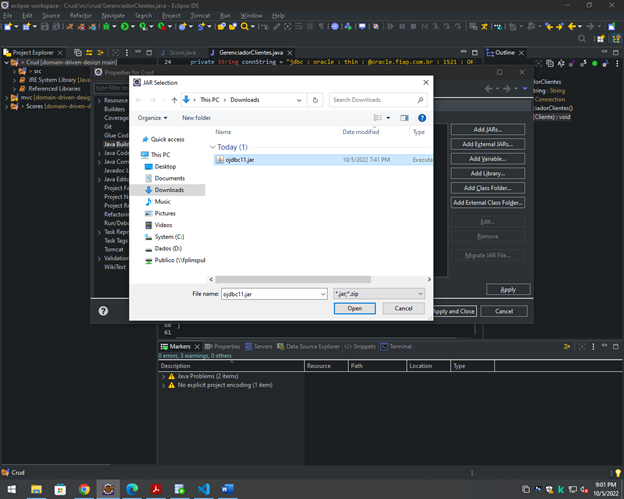 eclipse-workspace - Crud/src/crud/GerenciadorClientes.java - Eclipse IDE
File Edit Source Refactor Navigate Search Project Tomcat Run Window Help
Project Explorer
Score.java
GerenciadorClientes.java
Outline
24 private String connString = "jdbc : oracle : thin : @oracle.fiap.com.br : 1521 : OR
Crud [domain-driven-design main]
src
JRE System Library [Java
Referenced Libraries
mvc [domain-driven-design
Scores [domain-driven-des
Properties for Crud
type filter text
Resource
Builders
Coverage
Git
Glue Code
Java Build
Java Code
Java Com
Javadoc L
Java Edito
Project Fa
Project N
Project Re
Refactorin
Run/Debu
Task Repo
Task Tags
Tomcat
Validation
WikiText
JAR Selection
This PC > Downloads
Search Downloads
Organize
New folder
Quick access
This PC
Desktop
Documents
Downloads
Music
Pictures
Videos
System (C:)
Dados (D:)
Publico (\\fplinspul
Name
Date modified
Type
Today (1)
ojdbc11.jar
10/5/2022 7:41 PM
Executa
File name:
ojdbc11.jar
*.jar;*.zip
Open
Cancel
Add JARs...
Add External JARs...
Add Variable...
Add Library...
Add Class Folder...
Add External Class Folder...
Edit...
Remove
Migrate JAR File...
Apply
Apply and Close
Cancel
dorClientes
String : String
Connection
ciadorClientes()
(Cliente) : void
60 }
61
Markers
Properties
Servers
Data Source Explorer
Snippets
Terminal
0 errors, 3 warnings, 0 others
Description
Resource
Path
Location
Type
Java Problems (2 items)
No explicit project encoding (1 item)
Crud
9:01 PM
10/5/2022